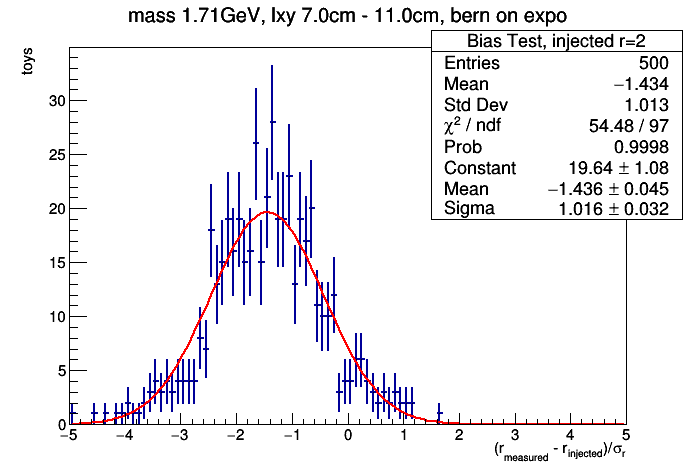 mass 1.71GeV, lxy 7.0cm - 11.0cm, bern on expo
Bias Test, injected r=2
Entries 500
Mean −1.434
Std Dev 1.013
χ² / ndf 54.48 / 97
Prob 0.9998
Constant 19.64 ± 1.08
Mean −1.436 ± 0.045
Sigma 1.016 ± 0.032
toys
30
25
20
15
10
5
0
−5 −4 −3 −2 −1 0 1 2 3 4 5
(r_measured - r_injected)/σ_r